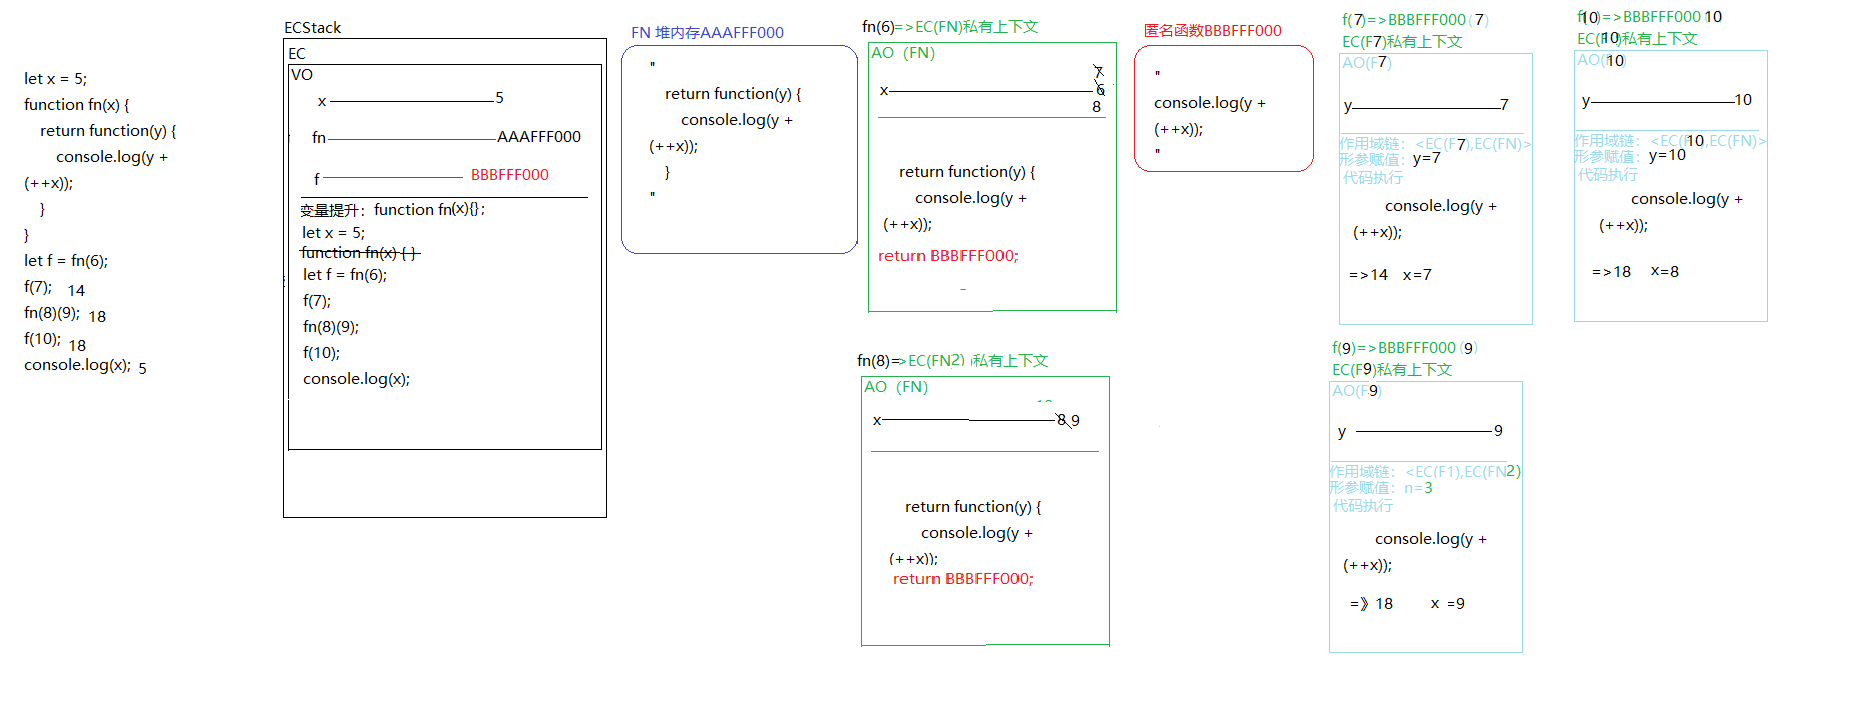 let x = 5;
function fn(x) {
return function(y) {
console.log(y +
(++x));
}
}
let f = fn(6);
f(7); 14
fn(8)(9); 18
f(10); 18
console.log(x); 5
ECStack
EC
VO
x 5
fn AAAFFF000
f BBBFFF000
变量提升：function fn(x){};
let x = 5;
function fn(x) { }
let f = fn(6);
f(7);
fn(8)(9);
f(10);
console.log(x);
FN 堆内存AAAFFF000
"
return function(y) {
console.log(y +
(++x));
}
"
fn(6)=>EC(FN)私有上下文
AO（FN）
7
x 6
8
return function(y) {
console.log(y +
(++x));
return BBBFFF000;
fn(8)=>EC(FN2)私有上下文
AO（FN）
x 8 9
return function(y) {
console.log(y +
(++x));
return BBBFFF000;
匿名函数BBBFFF000
"
console.log(y +
(++x));
"
f(7)=>BBBFFF000 (7)
EC(F7)私有上下文
AO(F7)
y 7
作用域链：<EC(F7),EC(FN)>
形参赋值：y=7
代码执行
console.log(y +
(++x));
=>14 x=7
f(10)=>BBBFFF000 10
EC(F10)私有上下文
AO(F10)
y 10
作用域链：<EC(F10),EC(FN)>
形参赋值：y=10
代码执行
console.log(y +
(++x));
=>18 x=8
f(9)=>BBBFFF000 (9)
EC(F9)私有上下文
AO(F9)
y 9
作用域链：<EC(F1),EC(FN2)
形参赋值：n=3
代码执行
console.log(y +
(++x));
=》18 x =9